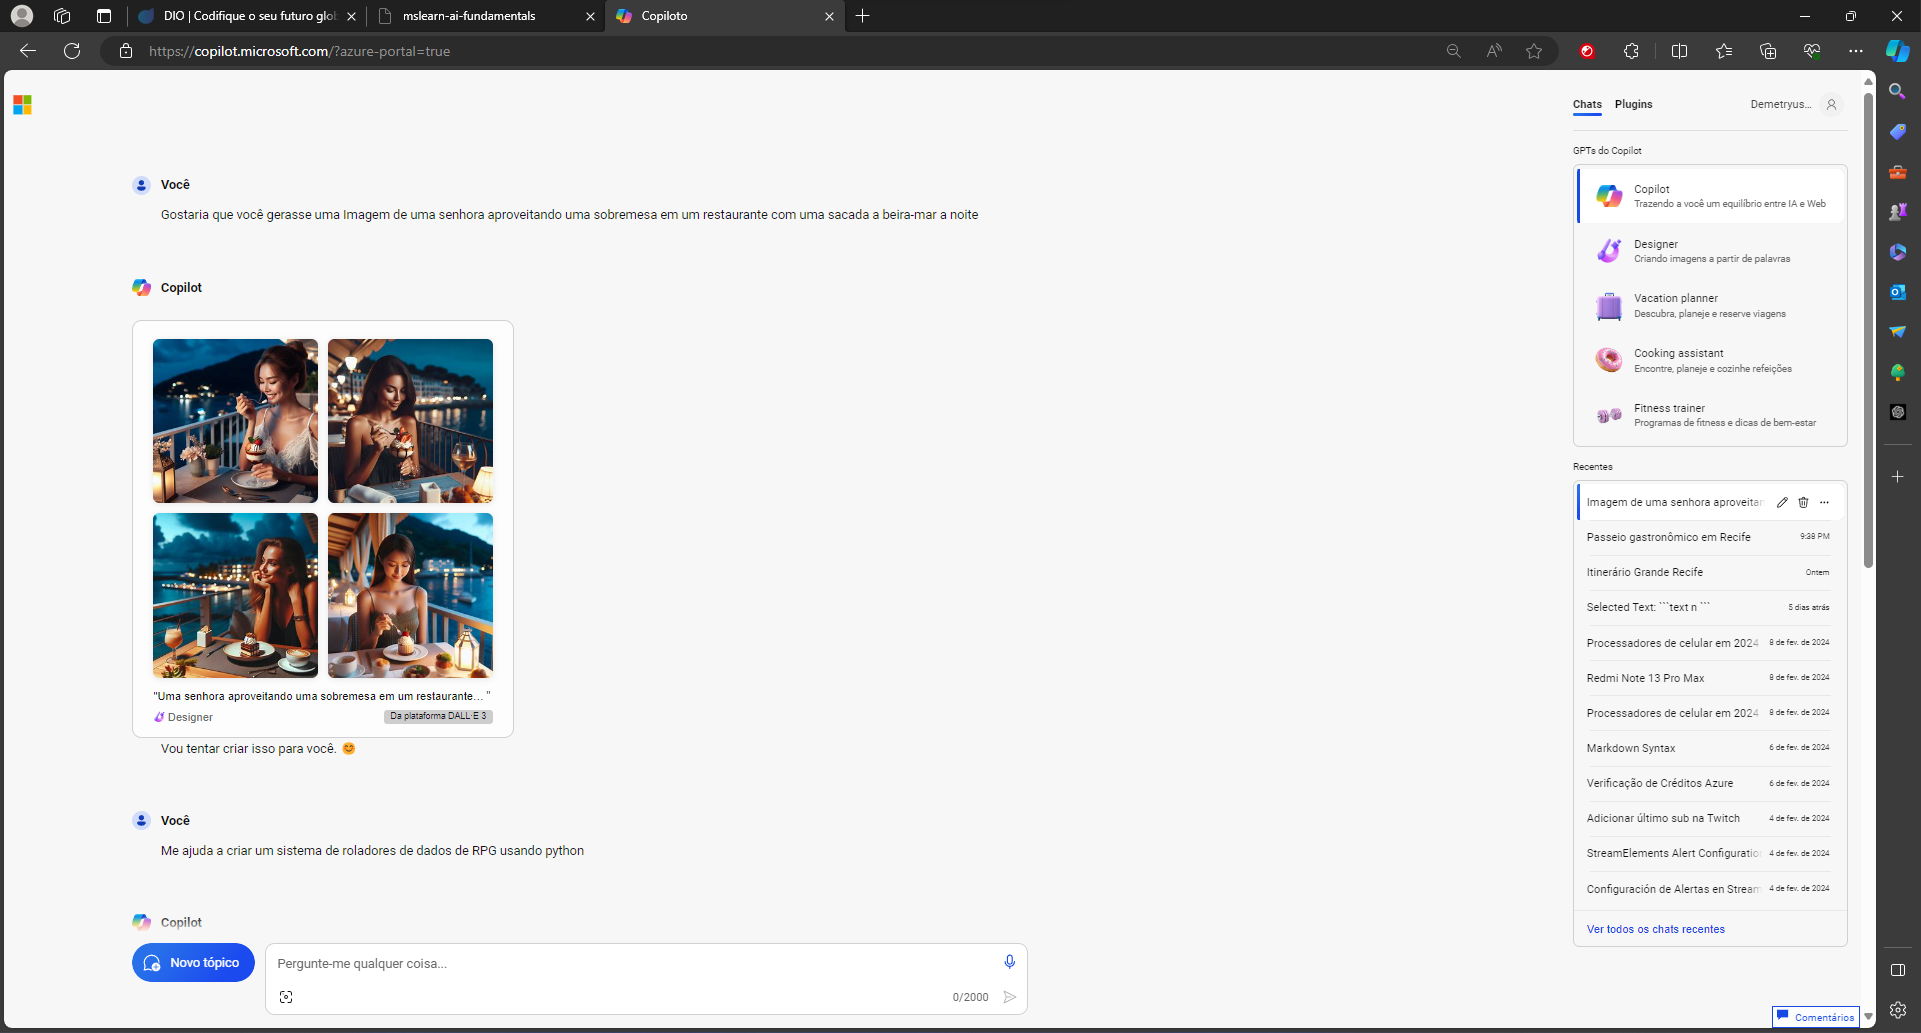 DIO | Codifique o seu futuro glob
mslearn-ai-fundamentals
Copiloto
https://copilot.microsoft.com/?azure-portal=true
Chats
Plugins
Demetryus...
Você
Gostaria que você gerasse uma Imagem de uma senhora aproveitando uma sobremesa em um restaurante com uma sacada a beira-mar a noite
Copilot
"Uma senhora aproveitando uma sobremesa em um restaurante... "
Designer
Da plataforma DALL·E 3
Vou tentar criar isso para você. 😊
Você
Me ajuda a criar um sistema de roladores de dados de RPG usando python
Copilot
Novo tópico
Pergunte-me qualquer coisa...
0/2000
GPTs do Copilot
Copilot
Trazendo a você um equilíbrio entre IA e Web
Designer
Criando imagens a partir de palavras
Vacation planner
Descubra, planeje e reserve viagens
Cooking assistant
Encontre, planeje e cozinhe refeições
Fitness trainer
Programas de fitness e dicas de bem-estar
Recentes
Imagem de uma senhora aproveitan
Passeio gastronômico em Recife 9:38 PM
Itinerário Grande Recife Ontem
Selected Text: ```text n ``` 5 dias atrás
Processadores de celular em 2024 8 de fev. de 2024
Redmi Note 13 Pro Max 8 de fev. de 2024
Processadores de celular em 2024 8 de fev. de 2024
Markdown Syntax 6 de fev. de 2024
Verificação de Créditos Azure 6 de fev. de 2024
Adicionar último sub na Twitch 4 de fev. de 2024
StreamElements Alert Configuration 4 de fev. de 2024
Configuración de Alertas en Stream 4 de fev. de 2024
Ver todos os chats recentes
Comentários